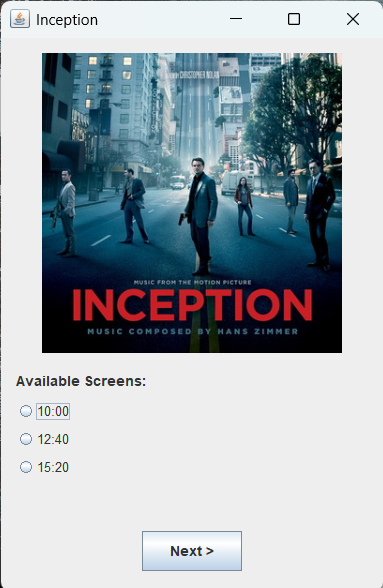 Inception
BY CHRISTOPHER NOLAN
MUSIC FROM THE MOTION PICTURE
INCEPTION
MUSIC COMPOSED BY HANS ZIMMER
Available Screens:
10:00
12:40
15:20
Next >